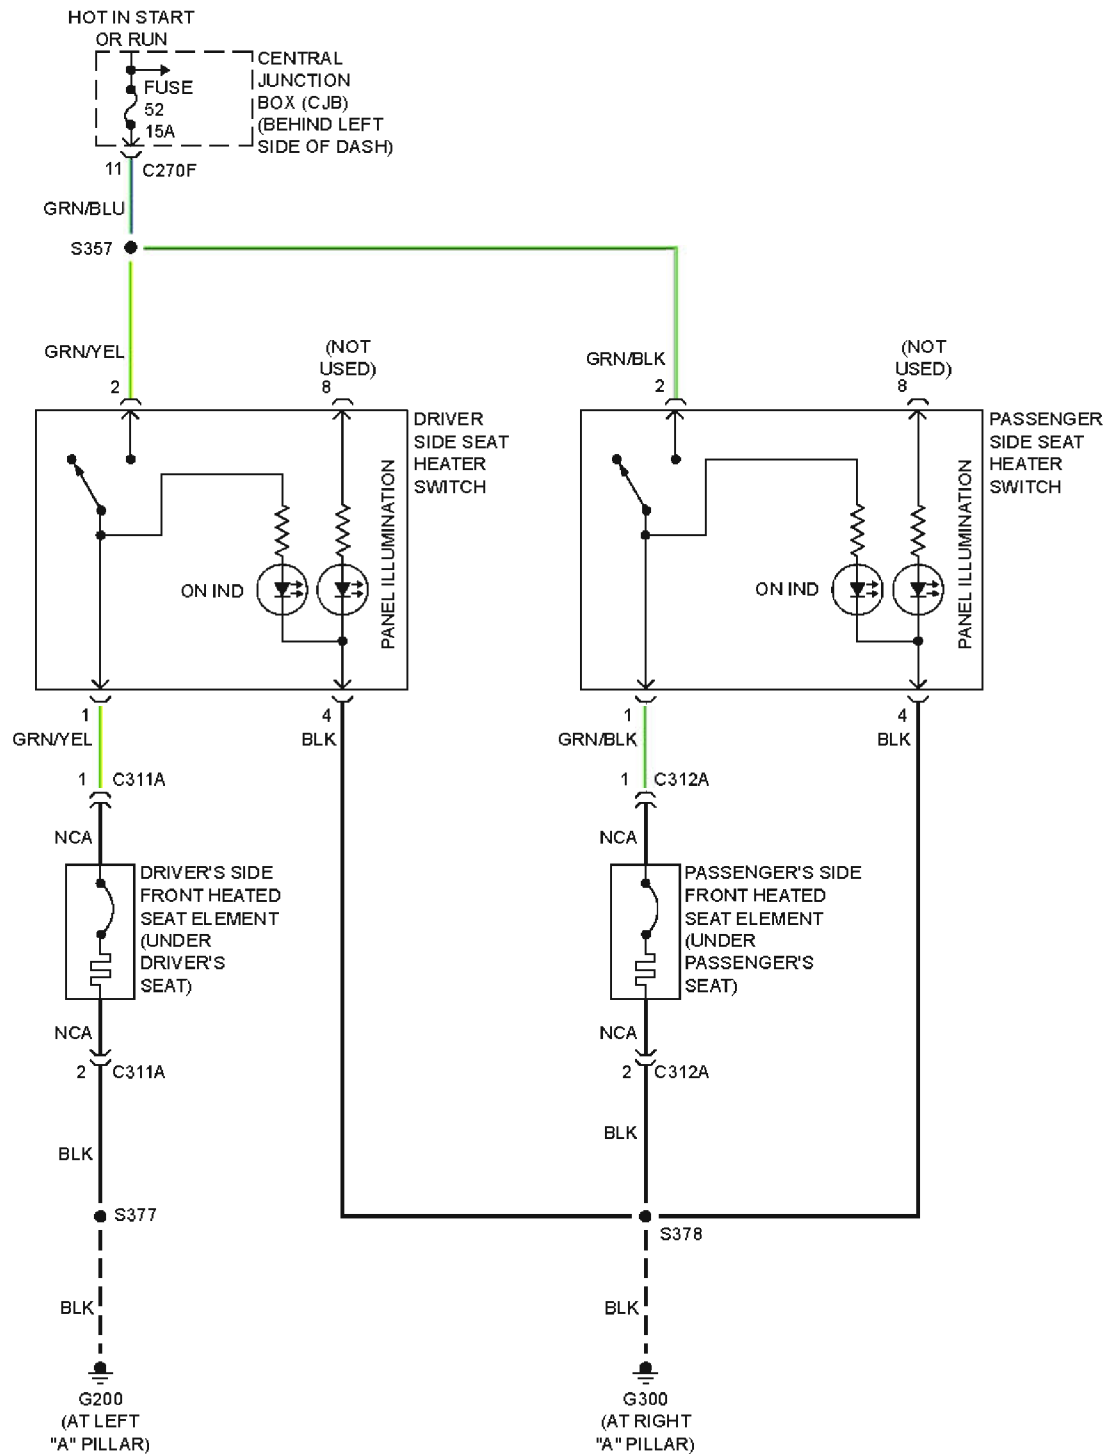 HOT IN START
OR RUN
CENTRAL
JUNCTION
BOX (CJB)
(BEHIND LEFT
SIDE OF DASH)
FUSE
52
15A
11
C270F
GRN/BLU
S357
GRN/YEL
2
(NOT
USED)
8
GRN/BLK
2
(NOT
USED)
8
DRIVER
SIDE SEAT
HEATER
SWITCH
ON IND
PANEL ILLUMINATION
PASSENGER
SIDE SEAT
HEATER
SWITCH
ON IND
PANEL ILLUMINATION
1
GRN/YEL
4
BLK
1
GRN/BLK
4
BLK
1
C311A
1
C312A
NCA
NCA
DRIVER'S SIDE
FRONT HEATED
SEAT ELEMENT
(UNDER
DRIVER'S
SEAT)
PASSENGER'S SIDE
FRONT HEATED
SEAT ELEMENT
(UNDER
PASSENGER'S
SEAT)
NCA
NCA
2
C311A
2
C312A
BLK
BLK
S377
S378
BLK
BLK
G200
(AT LEFT
"A" PILLAR)
G300
(AT RIGHT
"A" PILLAR)